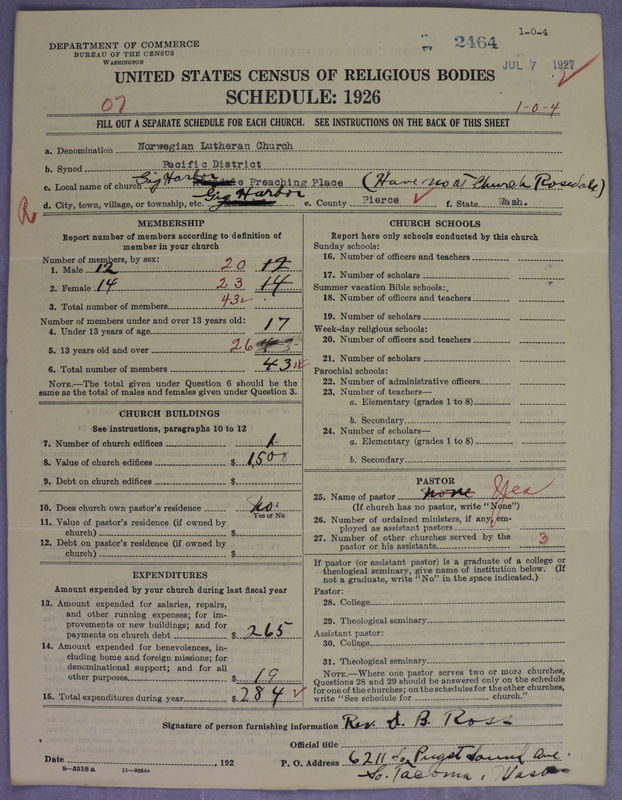 DEPARTMENT OF COMMERCE
BUREAU OF THE CENSUS
WASHINGTON
2464
1-0-4
JUL 7 1927
UNITED STATES CENSUS OF RELIGIOUS BODIES
SCHEDULE: 1926
07
1-0-4
FILL OUT A SEPARATE SCHEDULE FOR EACH CHURCH. SEE INSTRUCTIONS ON THE BACK OF THIS SHEET
a. Denomination Norwegian Lutheran Church
b. Synod Pacific District
c. Local name of church Gig Harbor Preaching Place (Have no at Church Rosedale)
d. City, town, village, or township, etc. Gig Harbor e. County Pierce f. State Wash.
R
MEMBERSHIP
Report number of members according to definition of
member in your church
Number of members, by sex:
1. Male 12 20 12
2. Female 14 23 14
3. Total number of members 43
Number of members under and over 13 years old:
4. Under 13 years of age 17
5. 13 years old and over 26
6. Total number of members 43
NOTE.—The total given under Question 6 should be the
same as the total of males and females given under Question 3.
CHURCH BUILDINGS
See instructions, paragraphs 10 to 12
7. Number of church edifices 1
8. Value of church edifices $ 1500
9. Debt on church edifices $
10. Does church own pastor's residence No
Yes or No
11. Value of pastor's residence (if owned by
church) $
12. Debt on pastor's residence (if owned by
church) $
EXPENDITURES
Amount expended by your church during last fiscal year
13. Amount expended for salaries, repairs,
and other running expenses; for im-
provements or new buildings; and for
payments on church debt $ 265
14. Amount expended for benevolences, in-
cluding home and foreign missions; for
denominational support; and for all
other purposes $ 19
15. Total expenditures during year $ 284
CHURCH SCHOOLS
Report here only schools conducted by this church
Sunday schools:
16. Number of officers and teachers
17. Number of scholars
Summer vacation Bible schools:
18. Number of officers and teachers
19. Number of scholars
Week-day religious schools:
20. Number of officers and teachers
21. Number of scholars
Parochial schools:
22. Number of administrative officers
23. Number of teachers—
a. Elementary (grades 1 to 8)
b. Secondary
24. Number of scholars—
a. Elementary (grades 1 to 8)
b. Secondary
PASTOR
25. Name of pastor none Yes
(If church has no pastor, write "None")
26. Number of ordained ministers, if any, em-
ployed as assistant pastors
27. Number of other churches served by the
pastor or his assistants 3
If pastor (or assistant pastor) is a graduate of a college or
theological seminary, give name of institution below. (If
not a graduate, write "No" in the space indicated.)
Pastor:
28. College
29. Theological seminary
Assistant pastor:
30. College
31. Theological seminary
NOTE.—Where one pastor serves two or more churches,
Questions 28 and 29 should be answered only on the schedule
for one of the churches; on the schedules for the other churches,
write "See schedule for church."
Signature of person furnishing information Rev. D. B. Ross
Official title
Date , 192 P. O. Address 6211 So Puget Sound Ave.
So. Tacoma, Wash
8—5518a